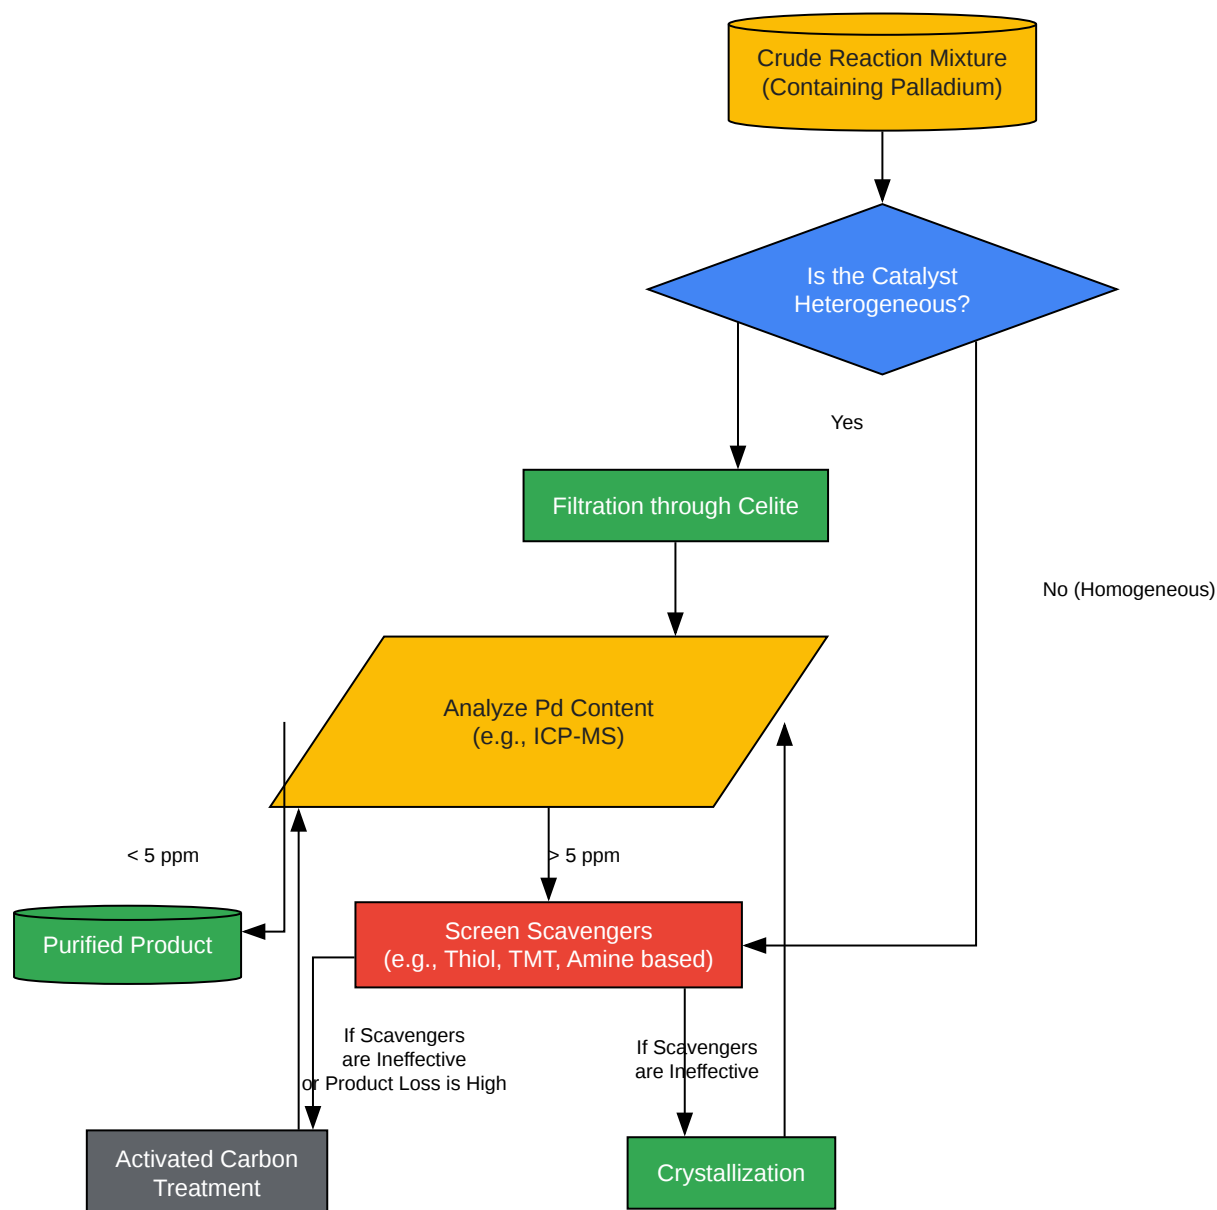 Crude Reaction Mixture
(Containing Palladium)
Is the Catalyst
Heterogeneous?
Yes
Filtration through Celite
No (Homogeneous)
Analyze Pd Content
(e.g., ICP-MS)
< 5 ppm
> 5 ppm
Purified Product
Screen Scavengers
(e.g., Thiol, TMT, Amine based)
If Scavengers
are Ineffective
or Product Loss is High
If Scavengers
are Ineffective
Activated Carbon
Treatment
Crystallization